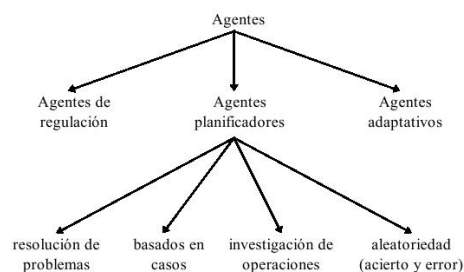 Agentes
Agentes de
regulación
Agentes
planificadores
Agentes
adaptativos
resolución de
problemas
basados en
casos
investigación de
operaciones
aleatoriedad
(acierto y error)